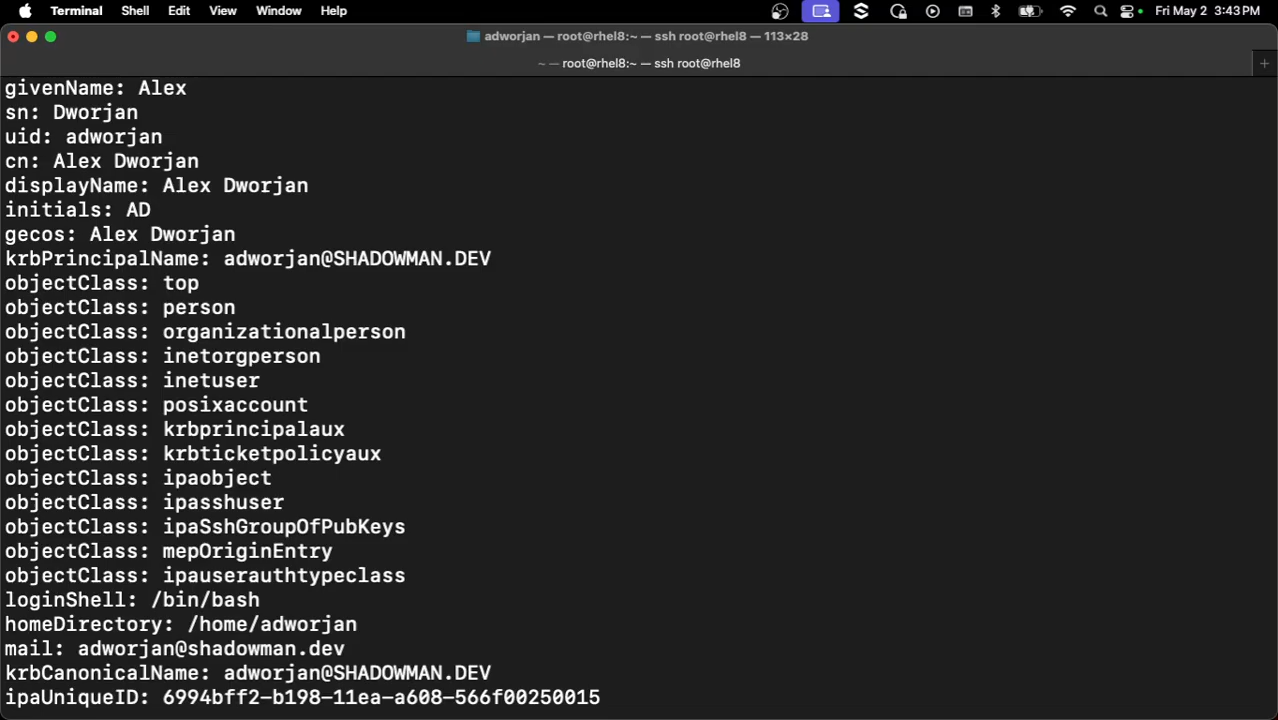 Terminal Shell Edit View Window Help Fri May 2 3:43 PM
adworjan — root@rhel8:~ — ssh root@rhel8 — 113×28
~ — root@rhel8:~ — ssh root@rhel8 +
givenName: Alex
sn: Dworjan
uid: adworjan
cn: Alex Dworjan
displayName: Alex Dworjan
initials: AD
gecos: Alex Dworjan
krbPrincipalName: adworjan@SHADOWMAN.DEV
objectClass: top
objectClass: person
objectClass: organizationalperson
objectClass: inetorgperson
objectClass: inetuser
objectClass: posixaccount
objectClass: krbprincipalaux
objectClass: krbticketpolicyaux
objectClass: ipaobject
objectClass: ipasshuser
objectClass: ipaSshGroupOfPubKeys
objectClass: mepOriginEntry
objectClass: ipauserauthtypeclass
loginShell: /bin/bash
homeDirectory: /home/adworjan
mail: adworjan@shadowman.dev
krbCanonicalName: adworjan@SHADOWMAN.DEV
ipaUniqueID: 6994bff2-b198-11ea-a608-566f00250015